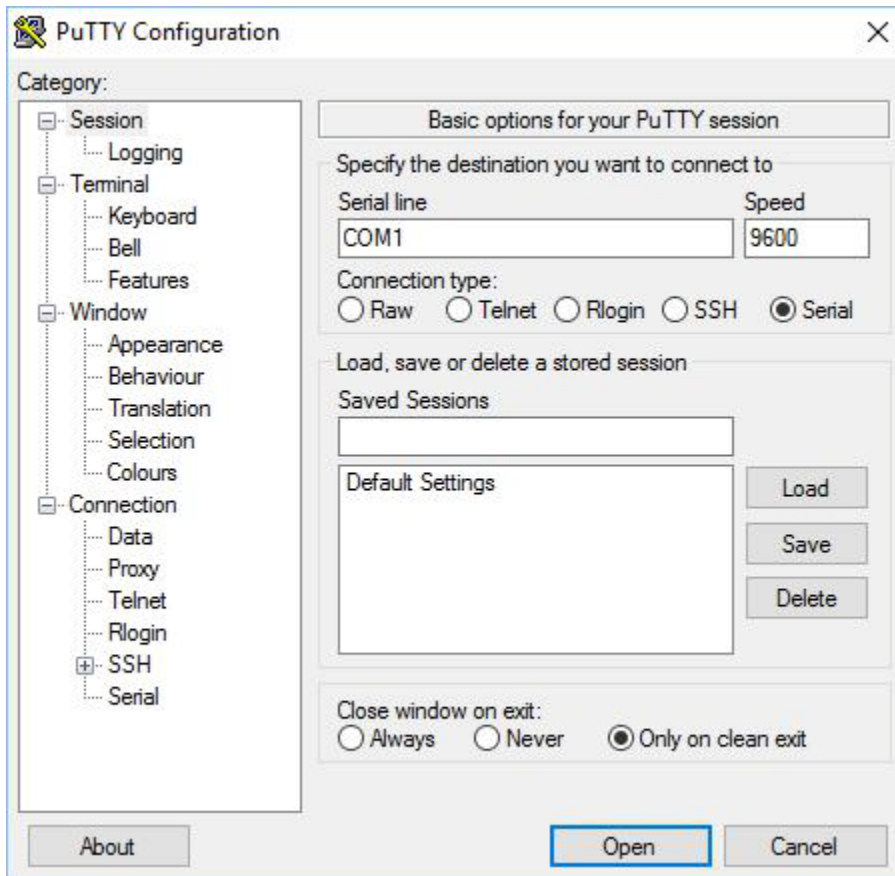 PuTTY Configuration
Category:
Session
Logging
Terminal
Keyboard
Bell
Features
Window
Appearance
Behaviour
Translation
Selection
Colours
Connection
Data
Proxy
Telnet
Rlogin
SSH
Serial
Basic options for your PuTTY session
Specify the destination you want to connect to
Serial line Speed
COM1 9600
Connection type:
Raw Telnet Rlogin SSH Serial
Load, save or delete a stored session
Saved Sessions
Default Settings
Load
Save
Delete
Close window on exit:
Always Never Only on clean exit
About Open Cancel